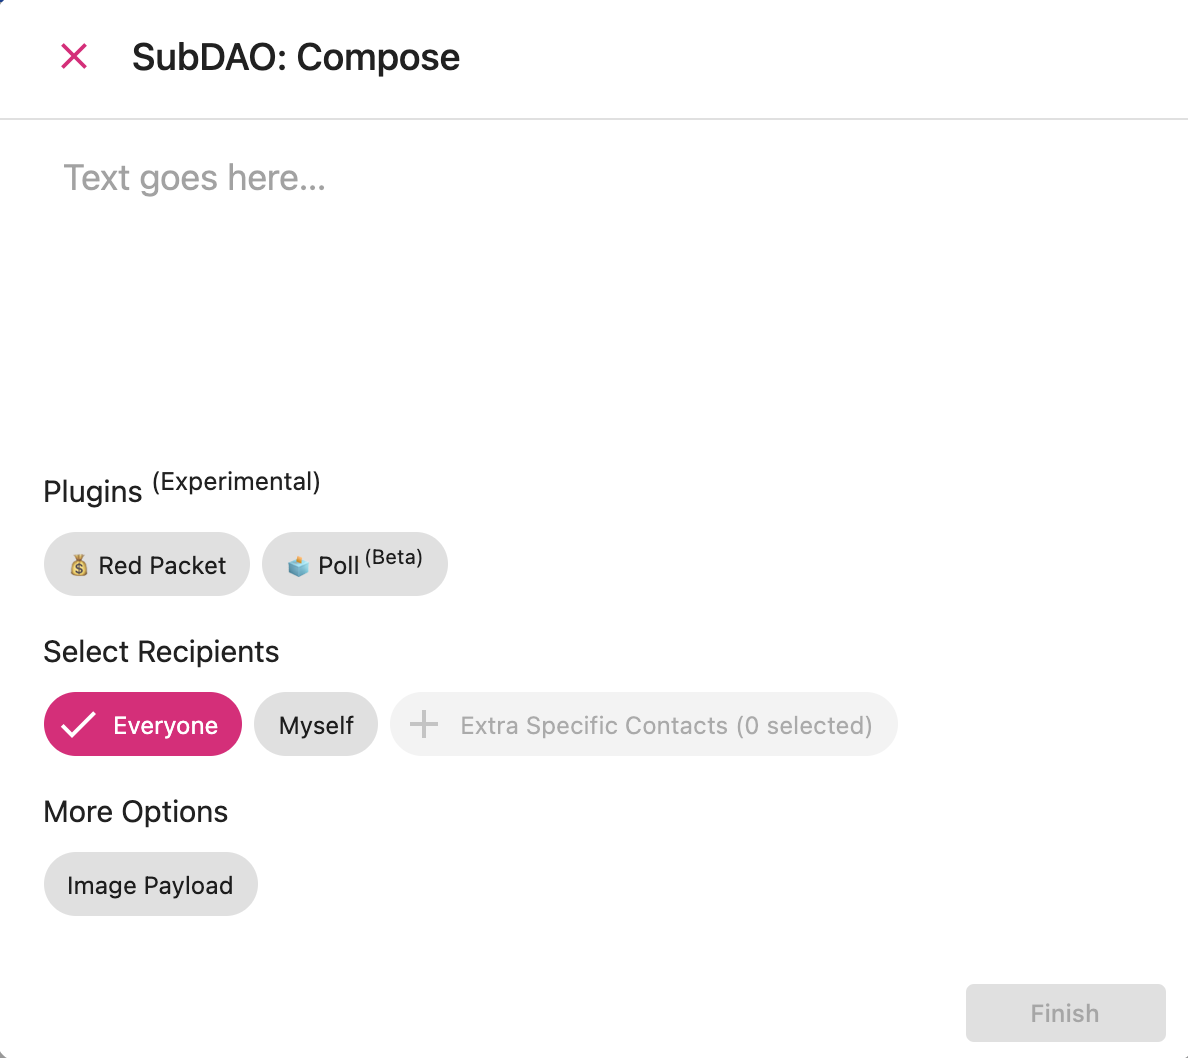 SubDAO: Compose
Text goes here...
Plugins (Experimental)
Red Packet
Poll (Beta)
Select Recipients
Everyone
Myself
Extra Specific Contacts (0 selected)
More Options
Image Payload
Finish